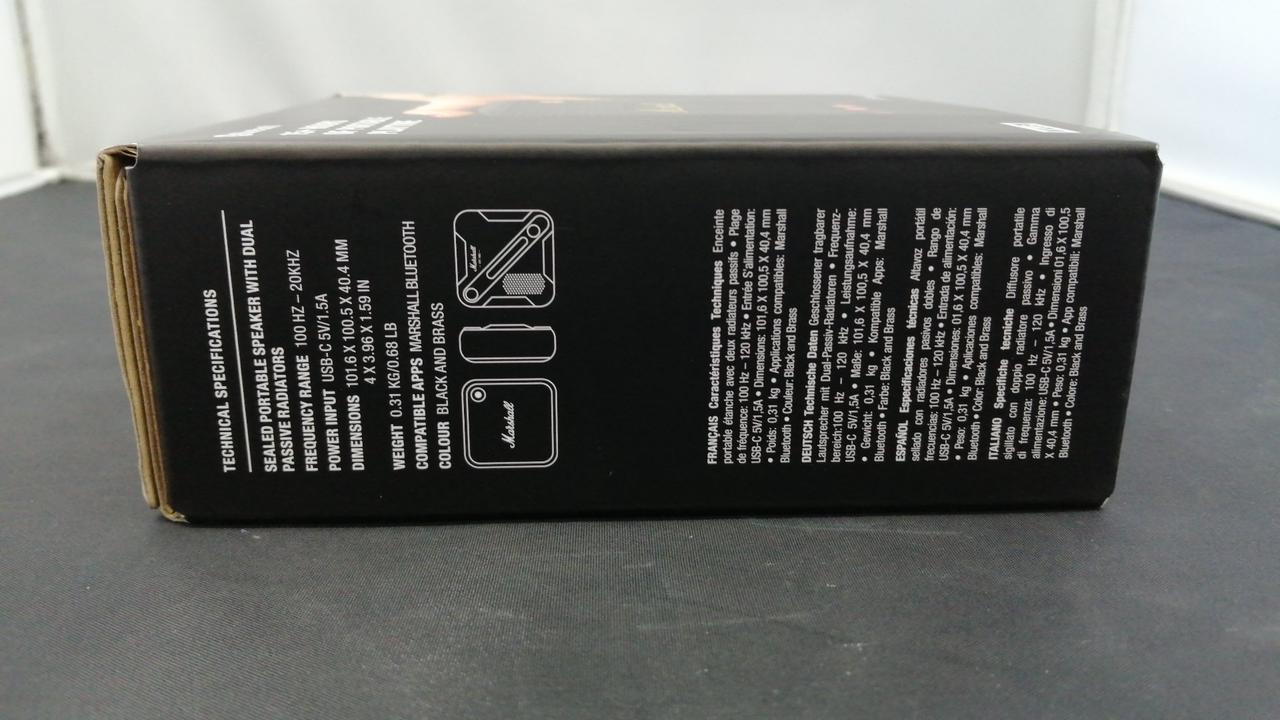 TECHNICAL SPECIFICATIONS
SEALED PORTABLE SPEAKER WITH DUAL
PASSIVE RADIATORS
FREQUENCY RANGE 100 HZ – 20KHZ
POWER INPUT USB-C 5V/1.5A
DIMENSIONS 101.6 X 100.5 X 40.4 MM
4 X 3.96 X 1.59 IN
WEIGHT 0.31 KG/0.68 LB
COMPATIBLE APPS MARSHALL BLUETOOTH
COLOUR BLACK AND BRASS
Marshall
Marshall
FRANÇAIS Caractéristiques Techniques Enceinte
portable étanche avec deux radiateurs passifs • Plage
de fréquence: 100 Hz – 120 kHz • Entrée S'alimentation:
USB-C 5V/1,5A • Dimensions: 101,6 X 100,5 X 40,4 mm
• Poids: 0,31 kg • Applications compatibles: Marshall
Bluetooth • Couleur: Black and Brass
DEUTSCH Technische Daten Geschlossener tragbarer
Lautsprecher mit Dual-Passiv-Radiatoren • Frequenz-
bereich:100 Hz – 120 kHz • Leistungsaufnahme:
USB-C 5V/1,5A • Maße: 101,6 X 100,5 X 40,4 mm
• Gewicht: 0,31 kg • Kompatible Apps: Marshall
Bluetooth • Farbe: Black and Brass
ESPAÑOL Especificaciones técnicas Altavoz portátil
sellado con radiadores pasivos dobles • Rango de
frecuencias: 100 Hz – 120 kHz • Entrada de alimentación:
USB-C 5V/1,5A • Dimensiones: 01,6 X 100,5 X 40,4 mm
• Peso: 0,31 kg • Aplicaciones compatibles: Marshall
Bluetooth • Color: Black and Brass
ITALIANO Specifiche tecniche Diffusore portatile
sigillato con doppio radiatore passivo • Gamma
di frequenza: 100 Hz – 120 kHz • Ingresso di
alimentazione: USB-C 5V/1,5A • Dimensioni 01,6 X 100,5
X 40,4 mm • Peso: 0,31 kg • App compatibili: Marshall
Bluetooth • Colore: Black and Brass